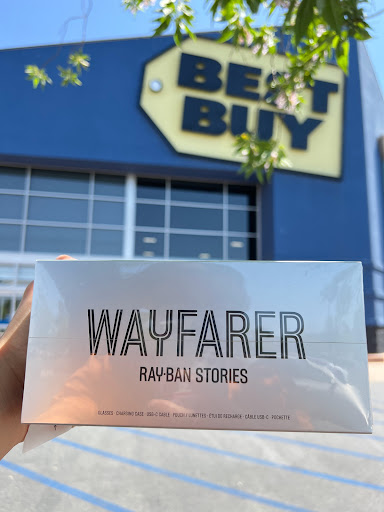 BEST
BUY
WAYFARER
RAY-BAN STORIES
GLASSES · CHARGING CASE · USB-C CABLE · POUCH | LUNETTES · ÉTUI DE RECHARGE · CÂBLE USB-C · POCHETTE